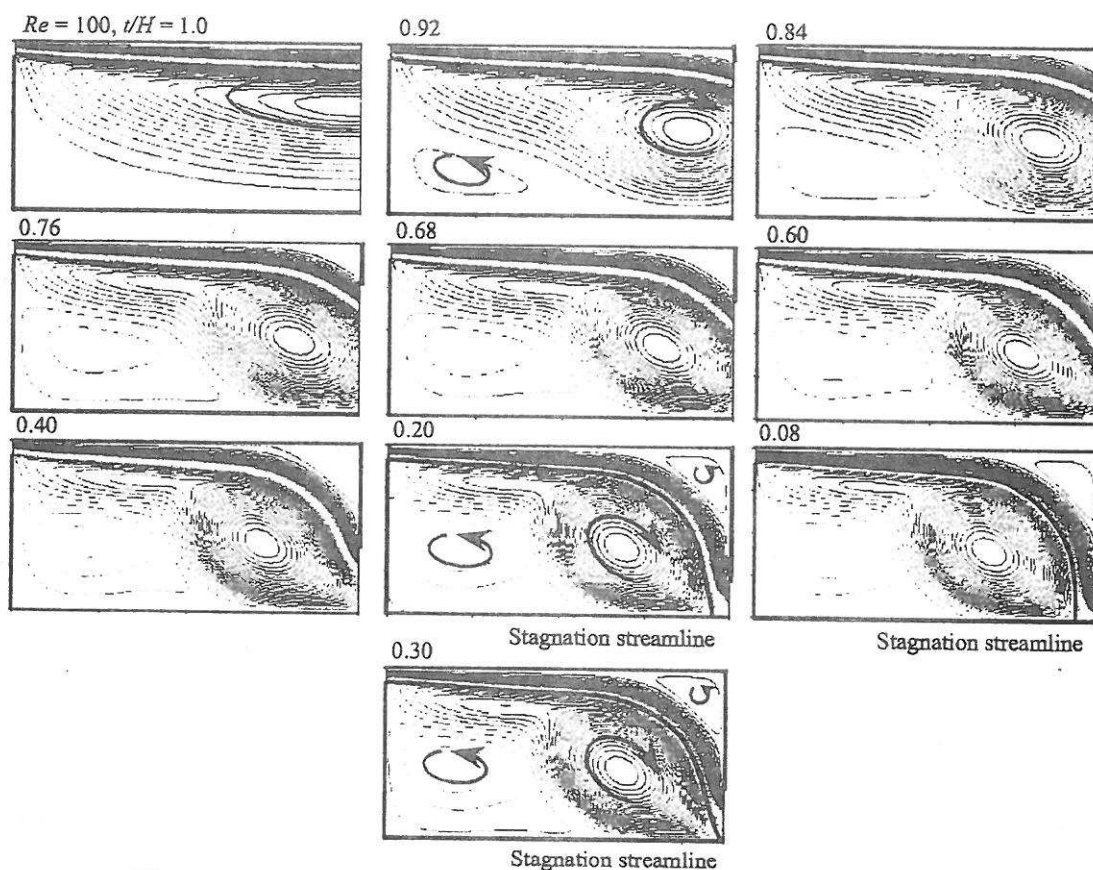 Re = 100, t/H = 1.0
0.92
0.84
0.76
0.68
0.60
0.40
0.20
0.08
Stagnation streamline
Stagnation streamline
0.30
Stagnation streamline